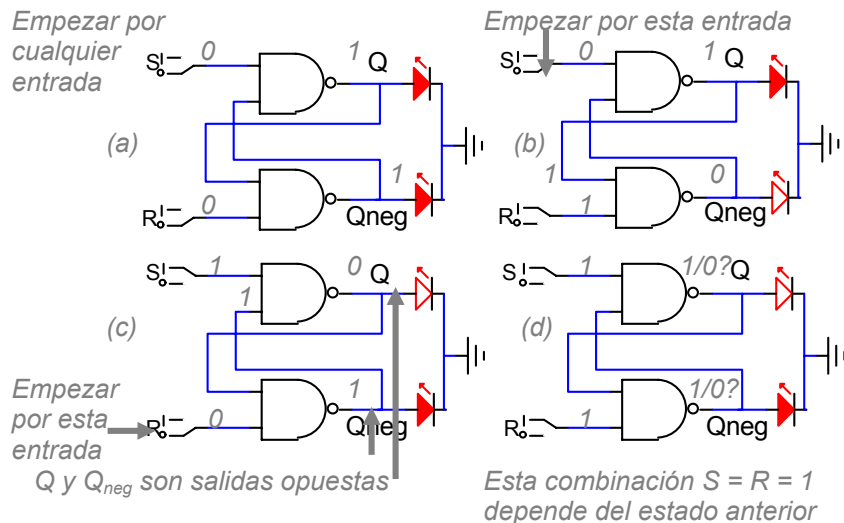 Empezar por
cualquier
entrada
S
0
1
Q
(a)
1
R
0
Qneg
Empezar por esta entrada
S
0
1
Q
(b)
1
0
R
1
Qneg
S
1
0
Q
1
(c)
1
Empezar
por esta
entrada
R
0
Qneg
Q y Qneg son salidas opuestas
S
1
1/0?
Q
(d)
1/0?
R
1
Qneg
Esta combinación S = R = 1
depende del estado anterior